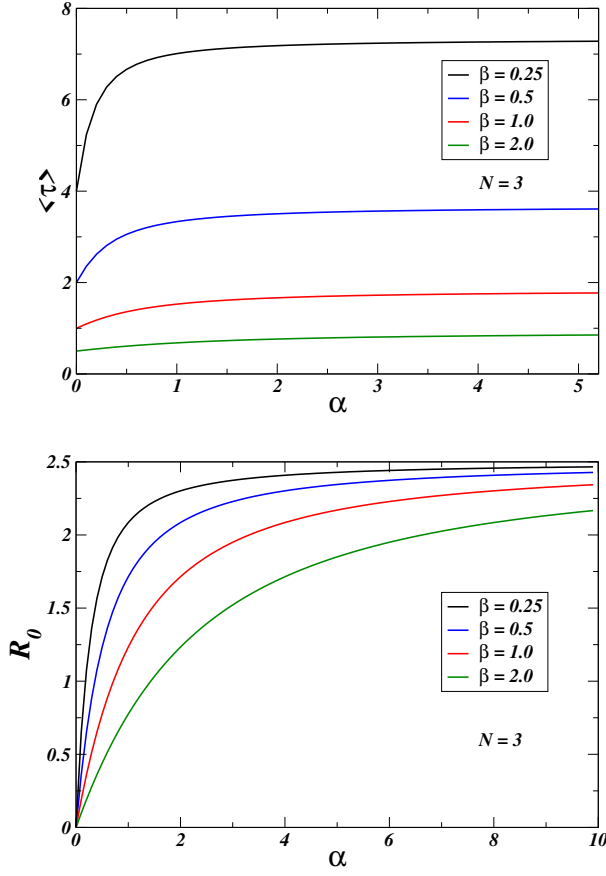 8
6
4
2
0
<τ>
β = 0.25
β = 0.5
β = 1.0
β = 2.0
N = 3
0 1 2 3 4 5
α
2.5
2
1.5
1
0.5
0
R0
β = 0.25
β = 0.5
β = 1.0
β = 2.0
N = 3
0 2 4 6 8 10
α